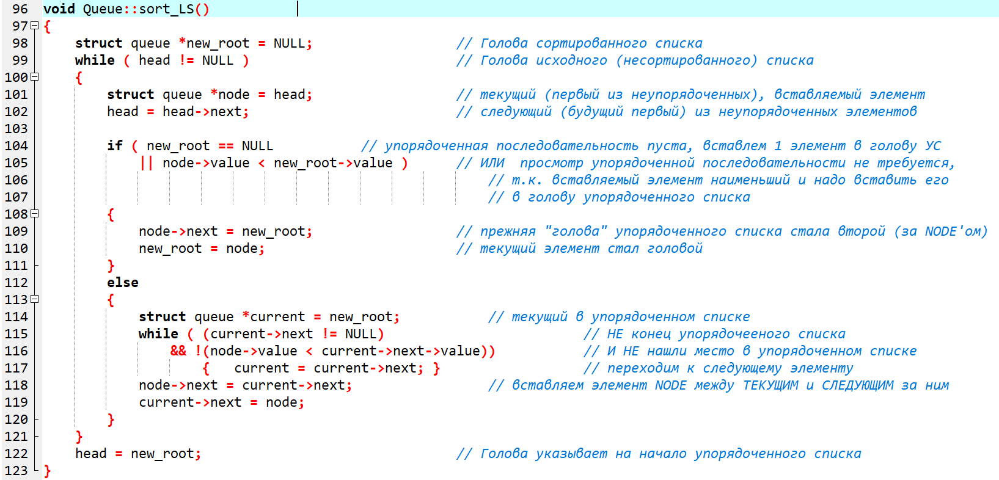 96 void Queue::sort_LS()
97 {
98 struct queue *new_root = NULL; // Голова сортированного списка
99 while ( head != NULL ) // Голова исходного (несортированного) списка
100 {
101 struct queue *node = head; // текущий (первый из неупорядоченных), вставляемый элемент
102 head = head->next; // следующий (будущий первый) из неупорядоченных элементов
103
104 if ( new_root == NULL // упорядоченная последовательность пуста, вставлем 1 элемент в голову УС
105 || node->value < new_root->value ) // ИЛИ просмотр упорядоченной последовательности не требуется,
106 // т.к. вставляемый элемент наименьший и надо вставить его
107 // в голову упорядоченного списка
108 {
109 node->next = new_root; // прежняя "голова" упорядоченного списка стала второй (за NODE'ом)
110 new_root = node; // текущий элемент стал головой
111 }
112 else
113 {
114 struct queue *current = new_root; // текущий в упорядоченном списке
115 while ( (current->next != NULL) // НЕ конец упорядочееного списка
116 && !(node->value < current->next->value)) // И НЕ нашли место в упорядоченном списке
117 { current = current->next; } // переходим к следующему элементу
118 node->next = current->next; // вставляем элемент NODE между ТЕКУЩИМ и СЛЕДУЮЩИМ за ним
119 current->next = node;
120 }
121 }
122 head = new_root; // Голова указывает на начало упорядоченного списка
123 }